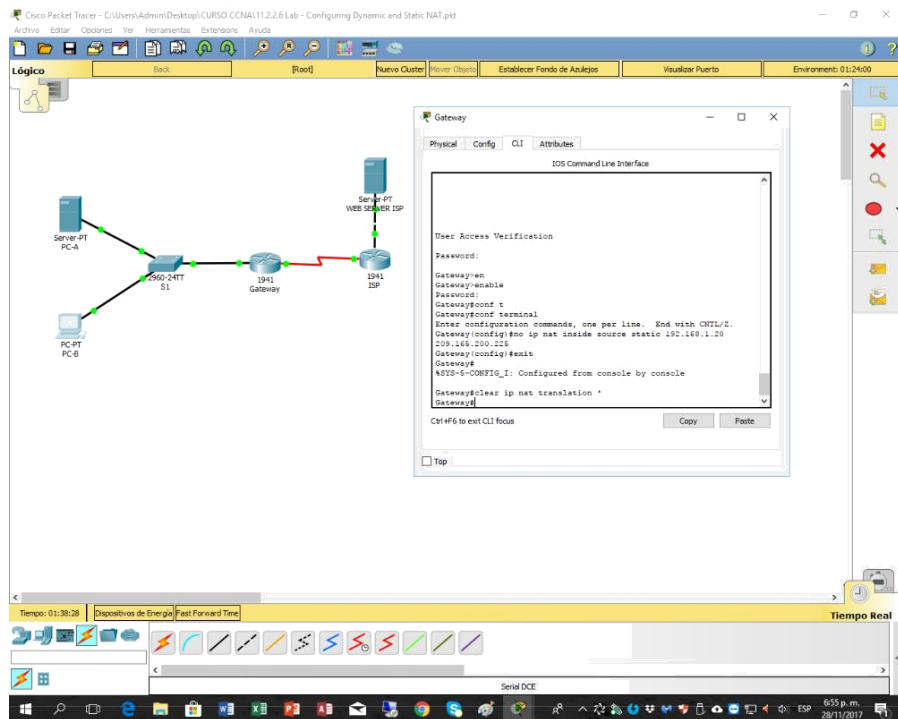 Cisco Packet Tracer - C:\Users\Admin\Desktop\CURSO CCNA\11.2.2.6 Lab - Configuring Dynamic and Static NAT.pkt
Archivo Editar Opciones Ver Herramientas Extensions Ayuda
Lógico Back [Root] Nuevo Cluster Mover Objeto Establecer Fondo de Azulejos Visualizar Puerto Environment: 01:24:00
Gateway
Physical Config CLI Attributes
IOS Command Line Interface
User Access Verification
Password:
Gateway>en
Gateway>enable
Password:
Gateway#conf t
Gateway#conf terminal
Enter configuration commands, one per line. End with CNTL/Z.
Gateway(config)#no ip nat inside source static 192.168.1.20
209.165.200.225
Gateway(config)#exit
Gateway#
%SYS-5-CONFIG_I: Configured from console by console
Gateway#clear ip nat translation *
Gateway#
Ctrl+F6 to exit CLI focus
Copy Paste
Top
Server-PT
WEB SERVER ISP
Server-PT
PC-A
2960-24TT
S1
1941
Gateway
1941
ISP
PC-PT
PC-B
Tiempo: 01:38:28 Dispositivos de Energía Fast Forward Time
Tiempo Real
Serial DCE
ESP 6:55 p. m.
28/11/2017